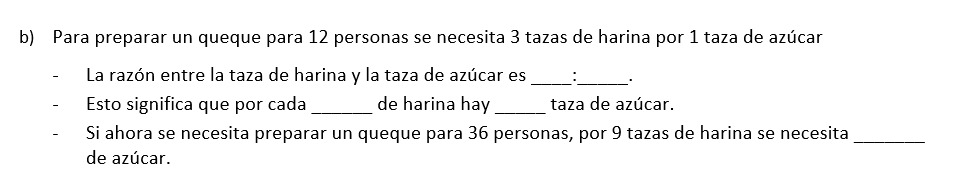 b) Para preparar un queque para 12 personas se necesita 3 tazas de harina por 1 taza de azúcar
- La razón entre la taza de harina y la taza de azúcar es ____:_____.
- Esto significa que por cada ______ de harina hay _____ taza de azúcar.
- Si ahora se necesita preparar un queque para 36 personas, por 9 tazas de harina se necesita _______
de azúcar.